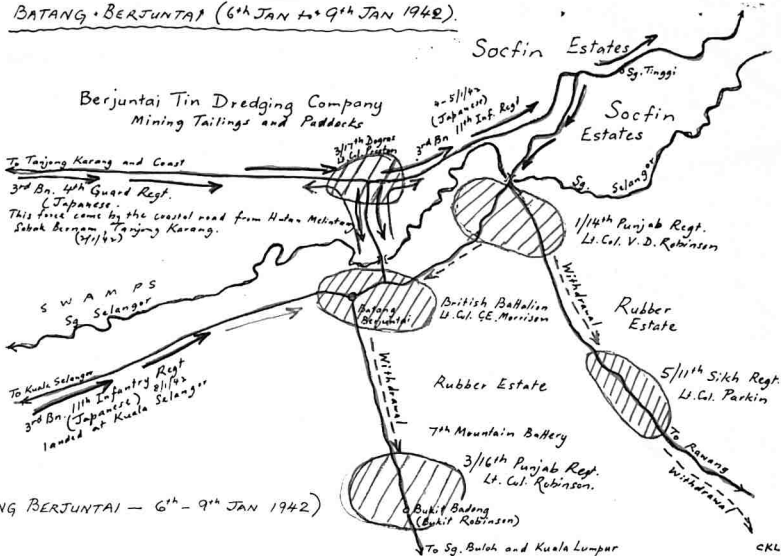 BATANG BERJUNTAI (6th JAN to 9th JAN 1942).
Socfin Estates
Sg. Tinggi
Berjuntai Tin Dredging Company
Mining Tailings and Paddocks
4-5/1/42
(Japanese)
3rd Bn 11th Inf. Regt
Socfin
Estates
3/17th Dogras
Lt. Col. Preston
To Tanjong Karang and Coast
3rd Bn. 4th Guard Regt.
(Japanese.
This force came by the coastal road from Hutan Melintang
Sabak Bernam, Tanjong Karang.
Sg. Selangor
1/14th Punjab Regt.
Lt. Col. V. D. Robinson
SWAMPS
Sg. Selangor
Batang
Berjuntai
British Battalion
Lt. Col. C.E. Morrison
Withdrawal
Rubber
Estate
To Kuala Selangor
3rd Bn. 11th Infantry Regt
(Japanese) 8/1/42
landed at Kuala Selangor
Withdrawal
Rubber Estate
5/11th Sikh Regt.
Lt. Col. Parkin
7th Mountain Battery
3/16th Punjab Regt.
Lt. Col. Robinson.
To Rawang
Withdrawal
NG BERJUNTAI – 6th - 9th JAN 1942)
Bukit Badong
(Bukit Robinson)
To Sg. Buloh and Kuala Lumpur
CKL